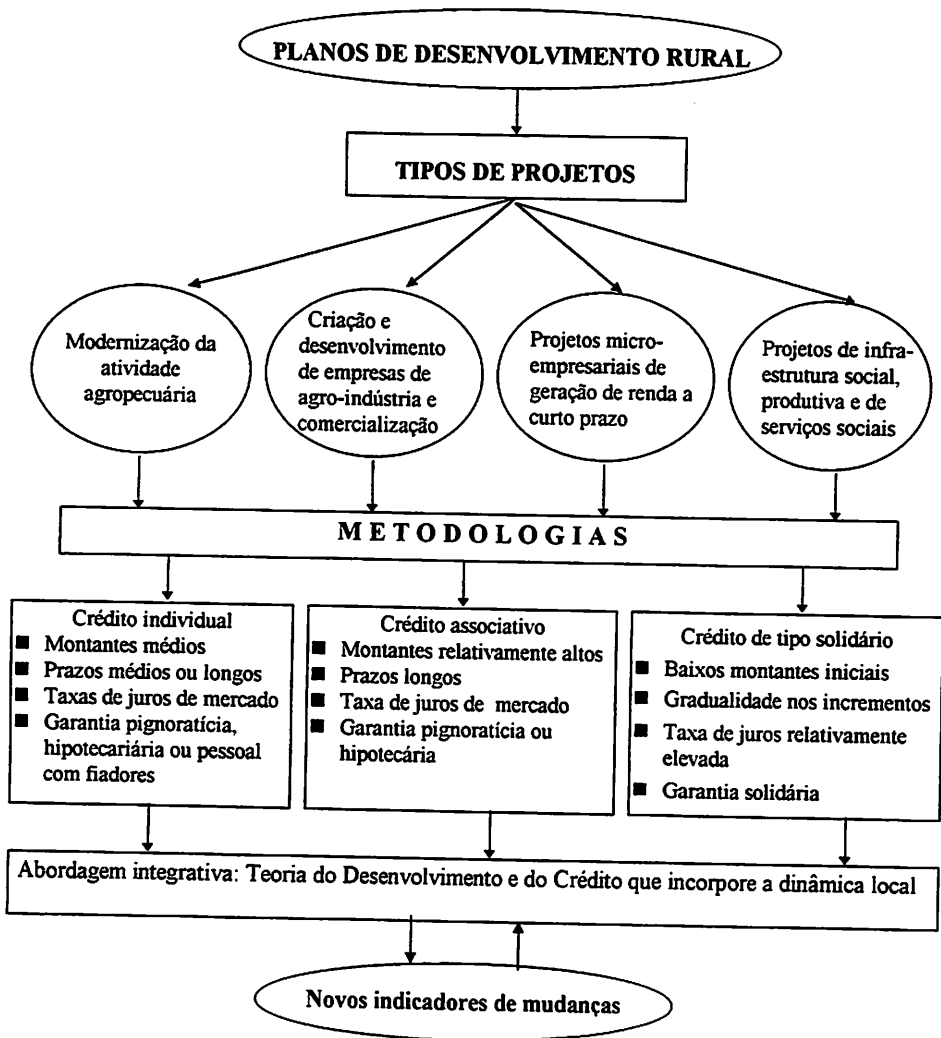 PLANOS DE DESENVOLVIMENTO RURAL
TIPOS DE PROJETOS
Modernização da
atividade
agropecuária
Criação e
desenvolvimento
de empresas de
agro-indústria e
comercialização
Projetos micro-
empresariais de
geração de renda a
curto prazo
Projetos de infra-
estrutura social,
produtiva e de
serviços sociais
METODOLOGIAS
Crédito individual
■ Montantes médios
■ Prazos médios ou longos
■ Taxas de juros de mercado
■ Garantia pignoratícia,
hipotecariária ou pessoal
com fiadores
Crédito associativo
■ Montantes relativamente altos
■ Prazos longos
■ Taxa de juros de mercado
■ Garantia pignoratícia ou
hipotecária
Crédito de tipo solidário
■ Baixos montantes iniciais
■ Gradualidade nos incrementos
■ Taxa de juros relativamente
elevada
■ Garantia solidária
Abordagem integrativa: Teoria do Desenvolvimento e do Crédito que incorpore a dinâmica local
Novos indicadores de mudanças